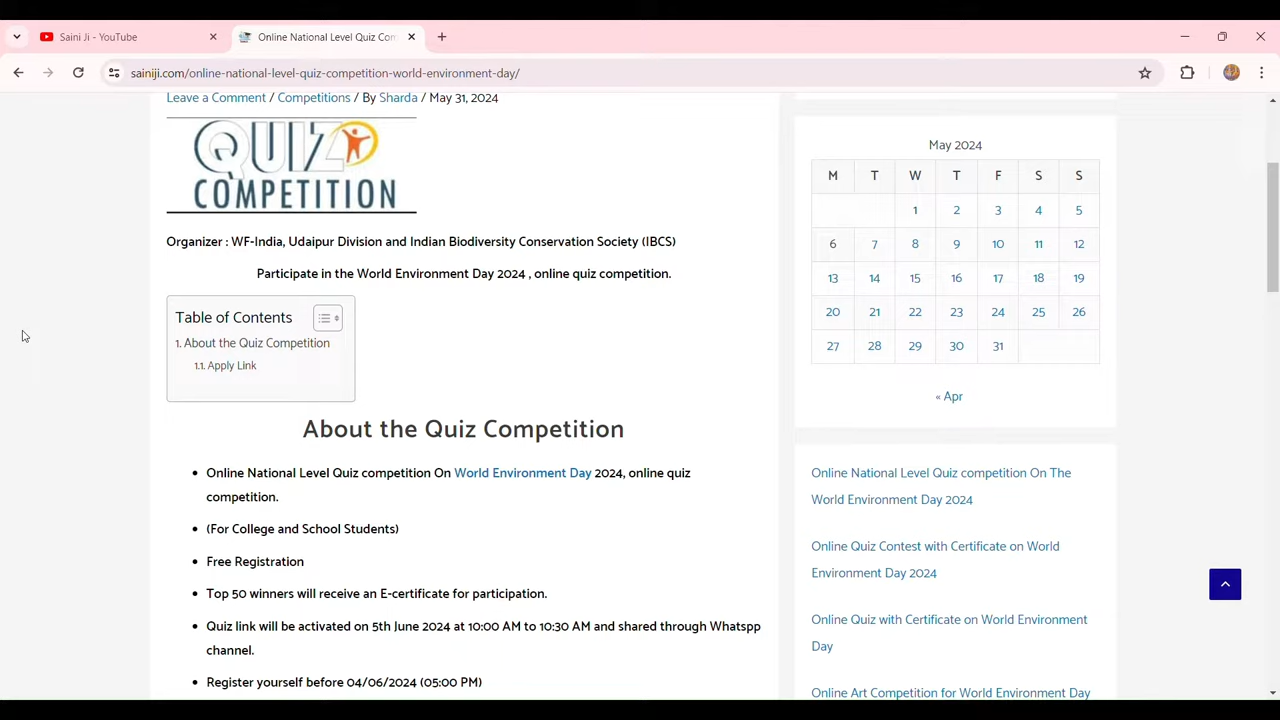 Saini Ji - YouTube
Online National Level Quiz Com
sainiji.com/online-national-level-quiz-competition-world-environment-day/
Leave a Comment / Competitions / By Sharda / May 31, 2024
QUIZ
COMPETITION
Organizer : WF-India, Udaipur Division and Indian Biodiversity Conservation Society (IBCS)
Participate in the World Environment Day 2024 , online quiz competition.
Table of Contents
1. About the Quiz Competition
1.1. Apply Link
About the Quiz Competition
• Online National Level Quiz competition On World Environment Day 2024, online quiz
competition.
• (For College and School Students)
• Free Registration
• Top 50 winners will receive an E-certificate for participation.
• Quiz link will be activated on 5th June 2024 at 10:00 AM to 10:30 AM and shared through Whatspp
channel.
• Register yourself before 04/06/2024 (05:00 PM)
May 2024
M T W T F S S
1 2 3 4 5
6 7 8 9 10 11 12
13 14 15 16 17 18 19
20 21 22 23 24 25 26
27 28 29 30 31
« Apr
Online National Level Quiz competition On The
World Environment Day 2024
Online Quiz Contest with Certificate on World
Environment Day 2024
Online Quiz with Certificate on World Environment
Day
Online Art Competition for World Environment Day